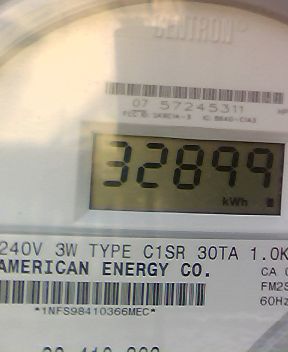 CENTRON®
07 57245311
32899
kWh
240V 3W TYPE C1SR 30TA 1.0K
AMERICAN ENERGY CO.
CA
FM2S
60Hz
*1NFS98410366MEC*